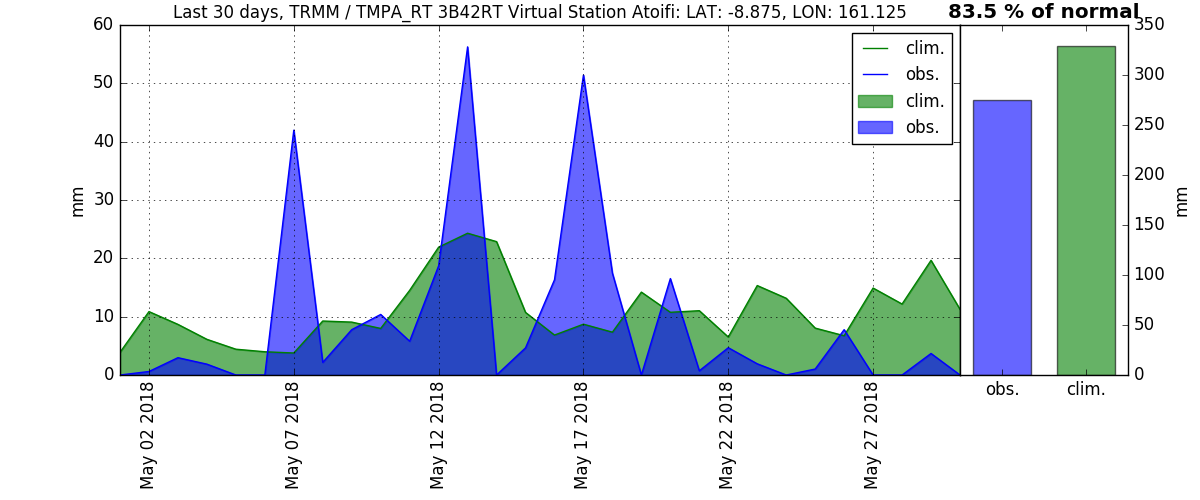 Last 30 days, TRMM / TMPA_RT 3B42RT Virtual Station Atoifi: LAT: -8.875, LON: 161.125
83.5 % of normal
60
50
40
30
20
10
0
mm
clim.
obs.
clim.
obs.
350
300
250
200
150
100
50
0
mm
May 02 2018
May 07 2018
May 12 2018
May 17 2018
May 22 2018
May 27 2018
obs.
clim.